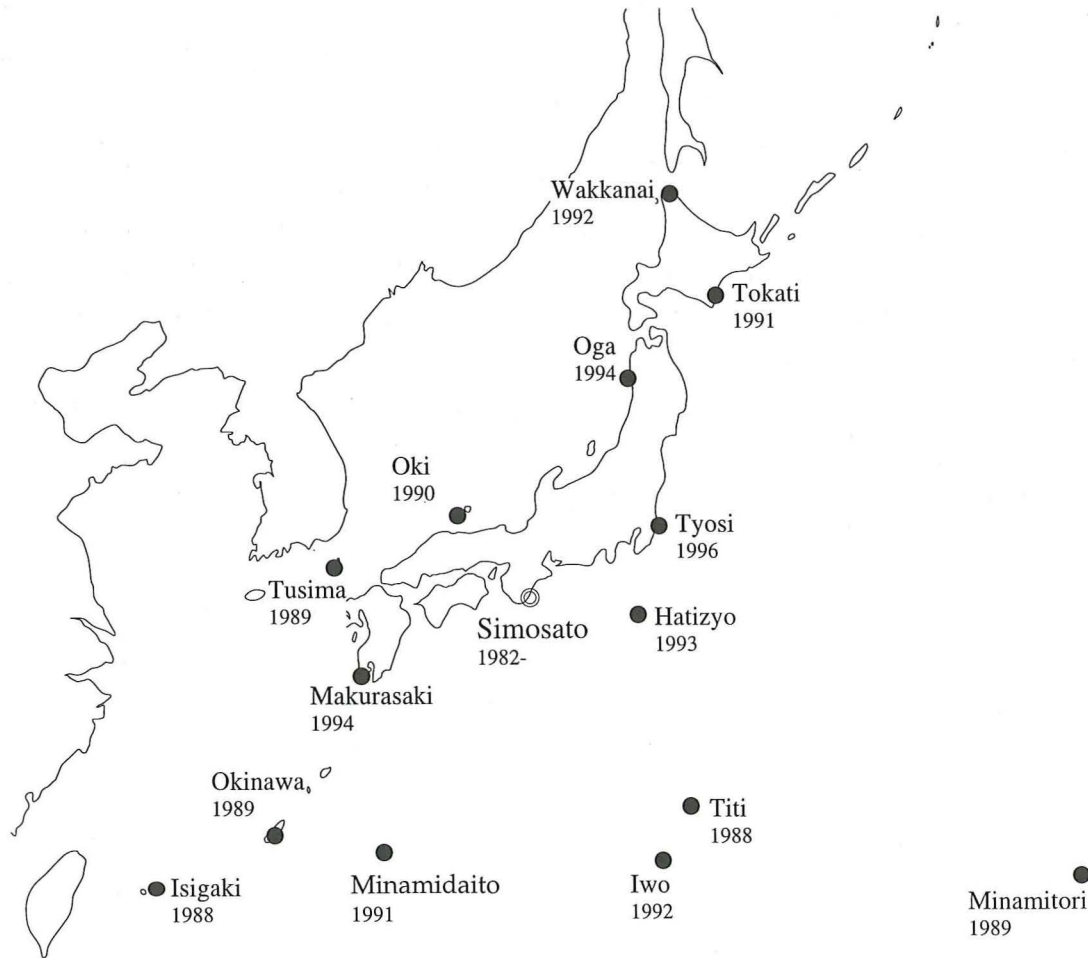 Wakkanai
1992
Tokati
1991
Oga
1994
Oki
1990
Tyosi
1996
Tusima
1989
Simosato
1982-
Hatizyo
1993
Makurasaki
1994
Okinawa
1989
Titi
1988
Isigaki
1988
Minamidaito
1991
Iwo
1992
Minamitori
1989